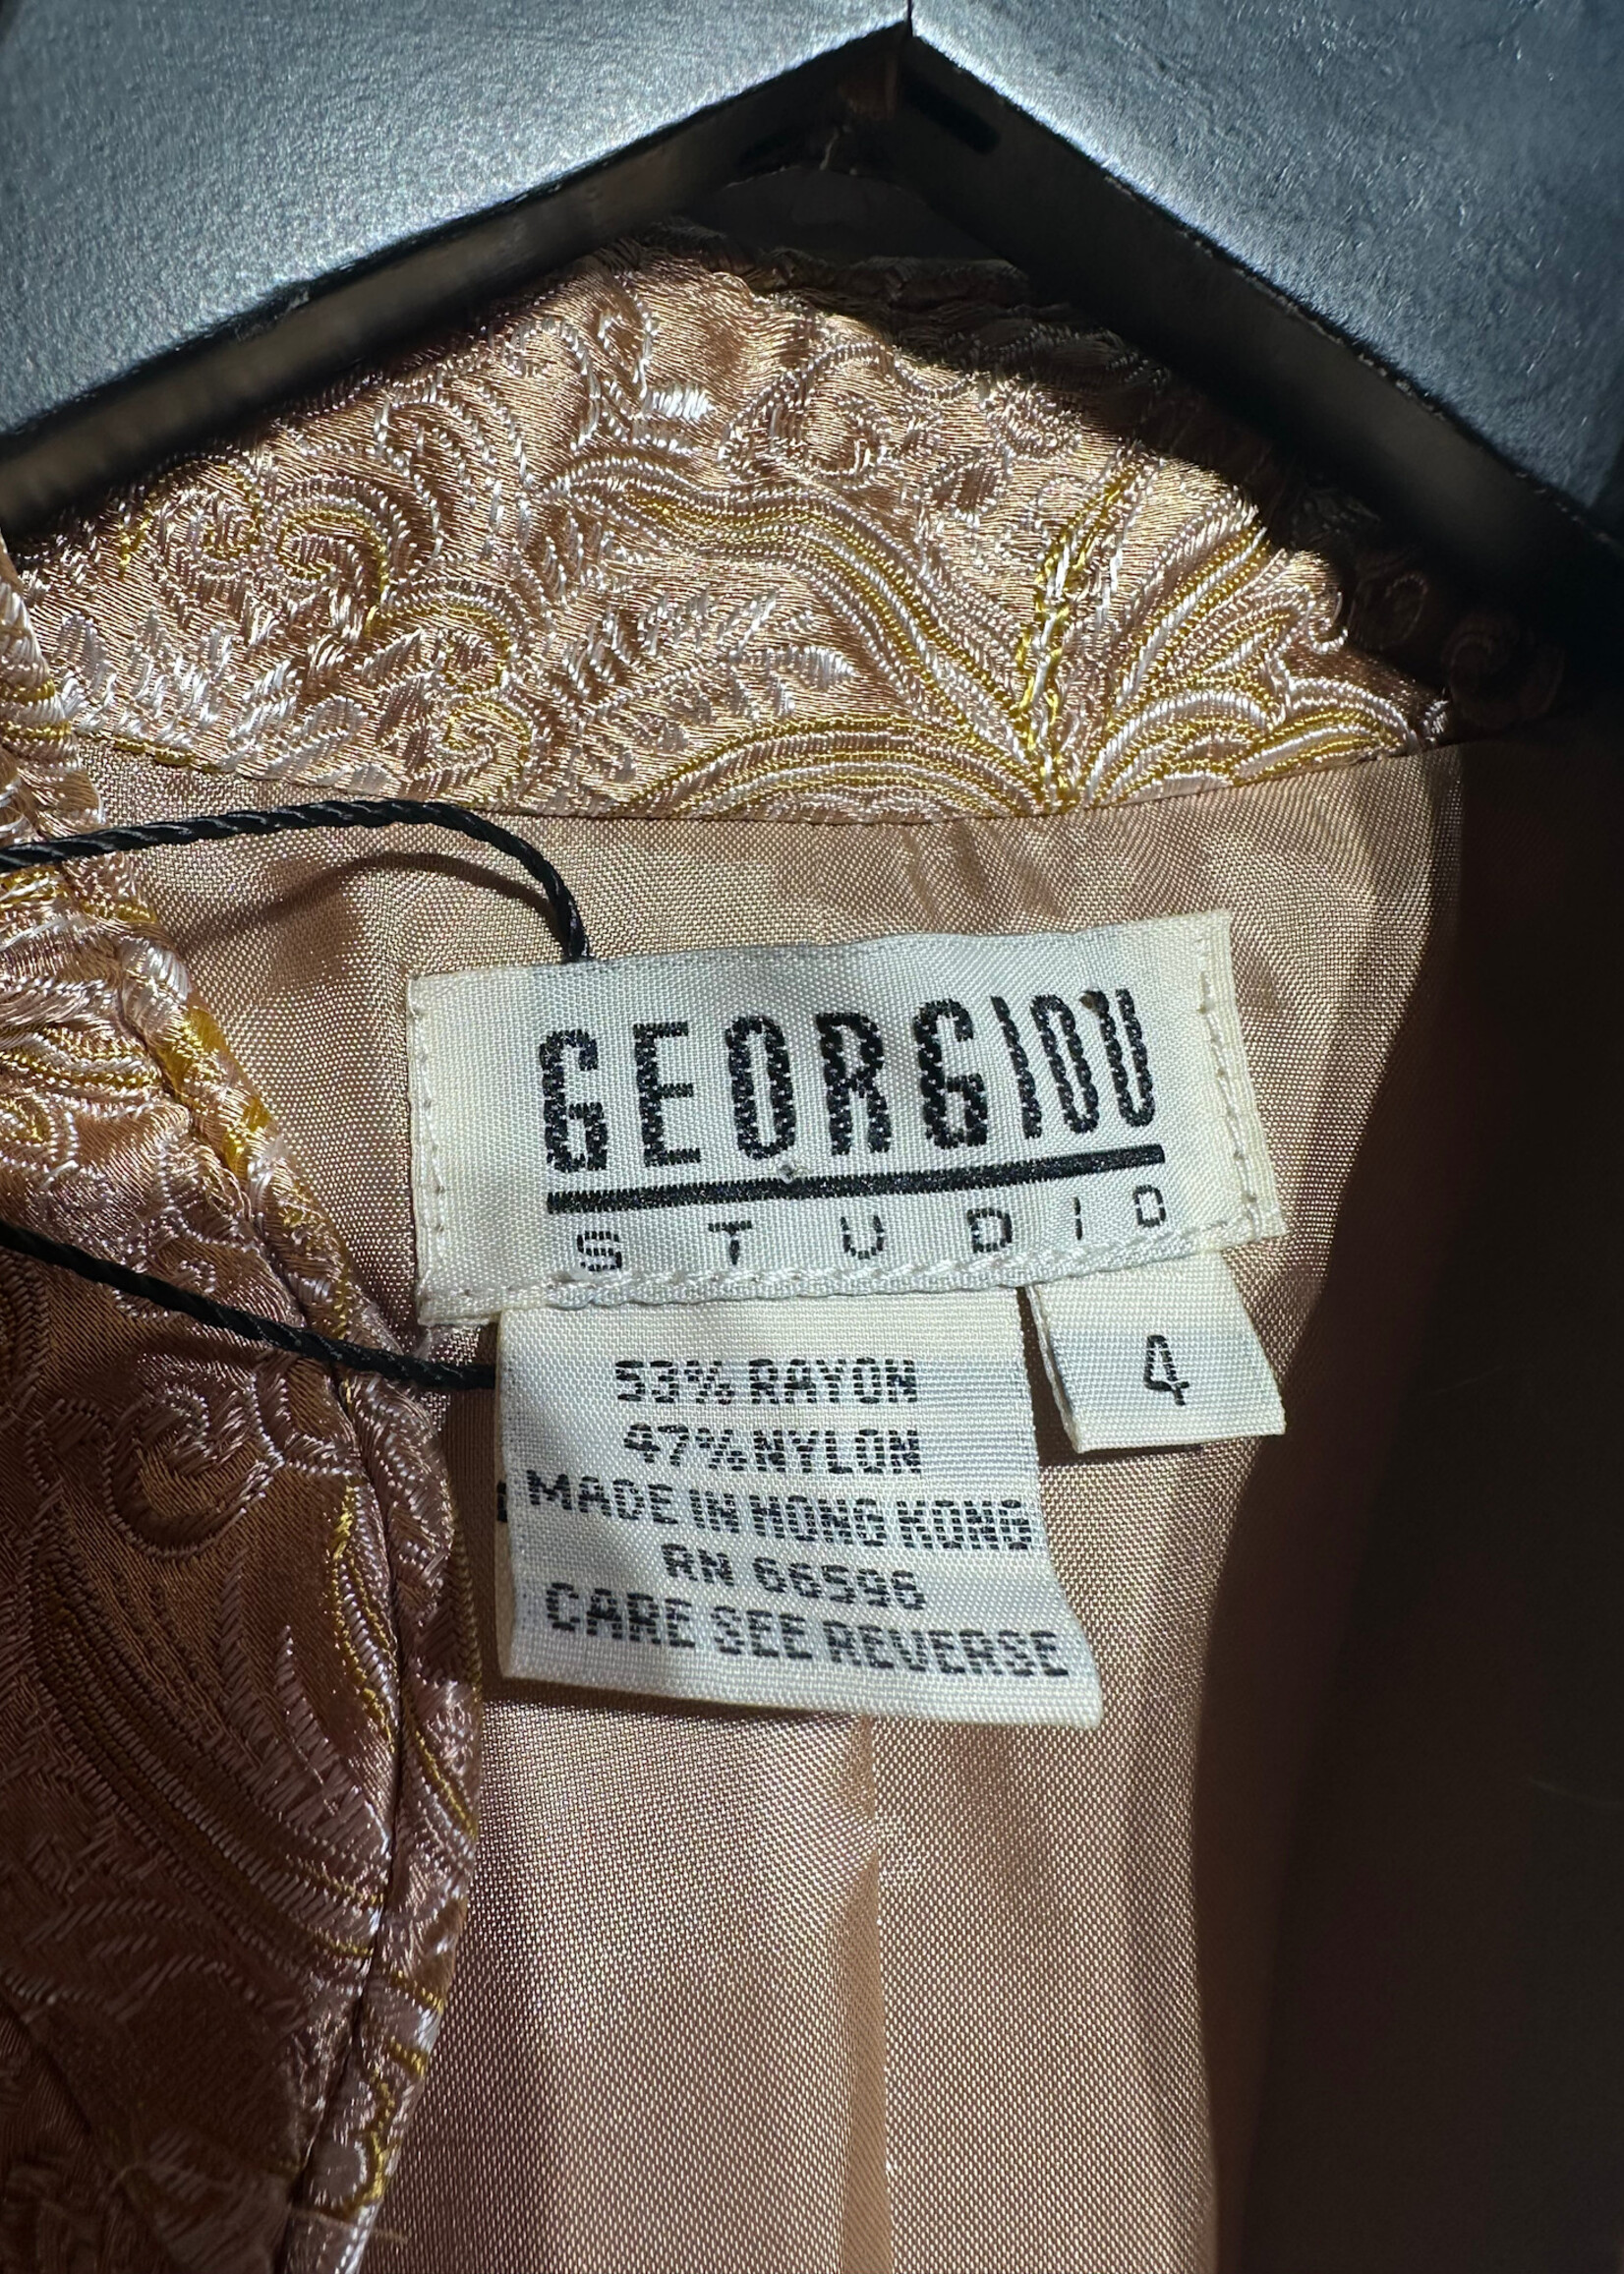 GEORGIOU
STUDIO
4
53% RAYON
47% NYLON
MADE IN HONG KONG
RN 66596
CARE SEE REVERSE